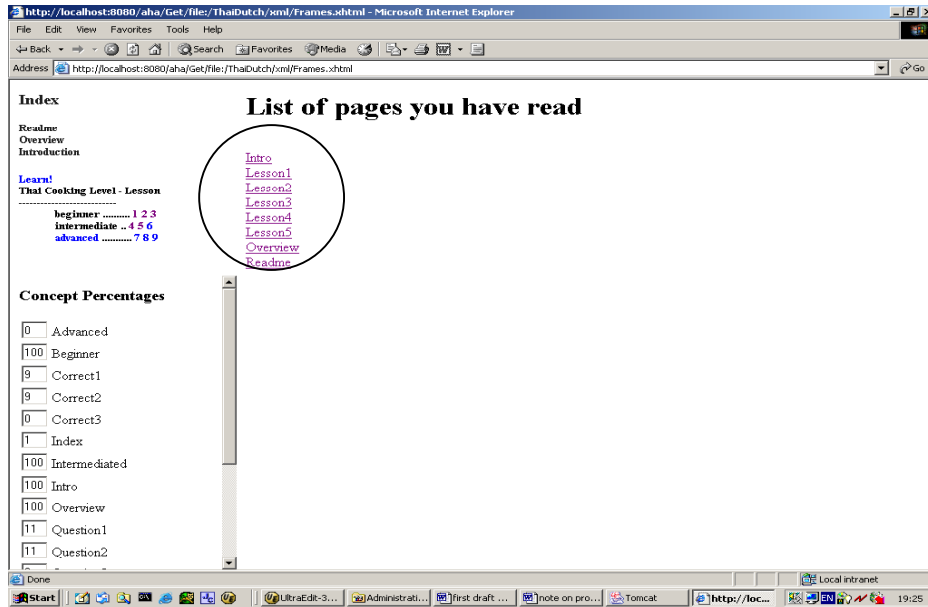 http://localhost:8080/aha/Get/file:/ThaiDutch/xml/Frames.xhtml - Microsoft Internet Explorer
File Edit View Favorites Tools Help
Back Search Favorites Media
Address http://localhost:8080/aha/Get/file:/ThaiDutch/xml/Frames.xhtml Go
Index
Readme
Overview
Introduction
Learn!
Thai Cooking Level - Lesson
---------------------------
beginner ......... 1 2 3
intermediate .. 4 5 6
advanced ........... 7 8 9
List of pages you have read
Intro
Lesson1
Lesson2
Lesson3
Lesson4
Lesson5
Overview
Readme
Concept Percentages
0 Advanced
100 Beginner
9 Correct1
9 Correct2
0 Correct3
1 Index
100 Intermediated
100 Intro
100 Overview
11 Question1
11 Question2
Done Local intranet
Start UltraEdit-3... Administrati... first draft ... note on pro... Tomcat http://loc... EN 19:25